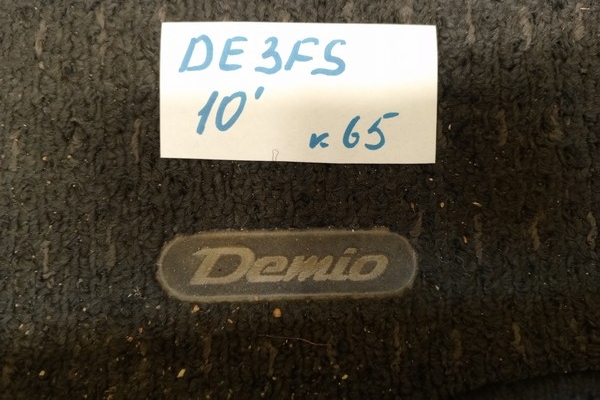 DE3FS
10'
к 65
Demio